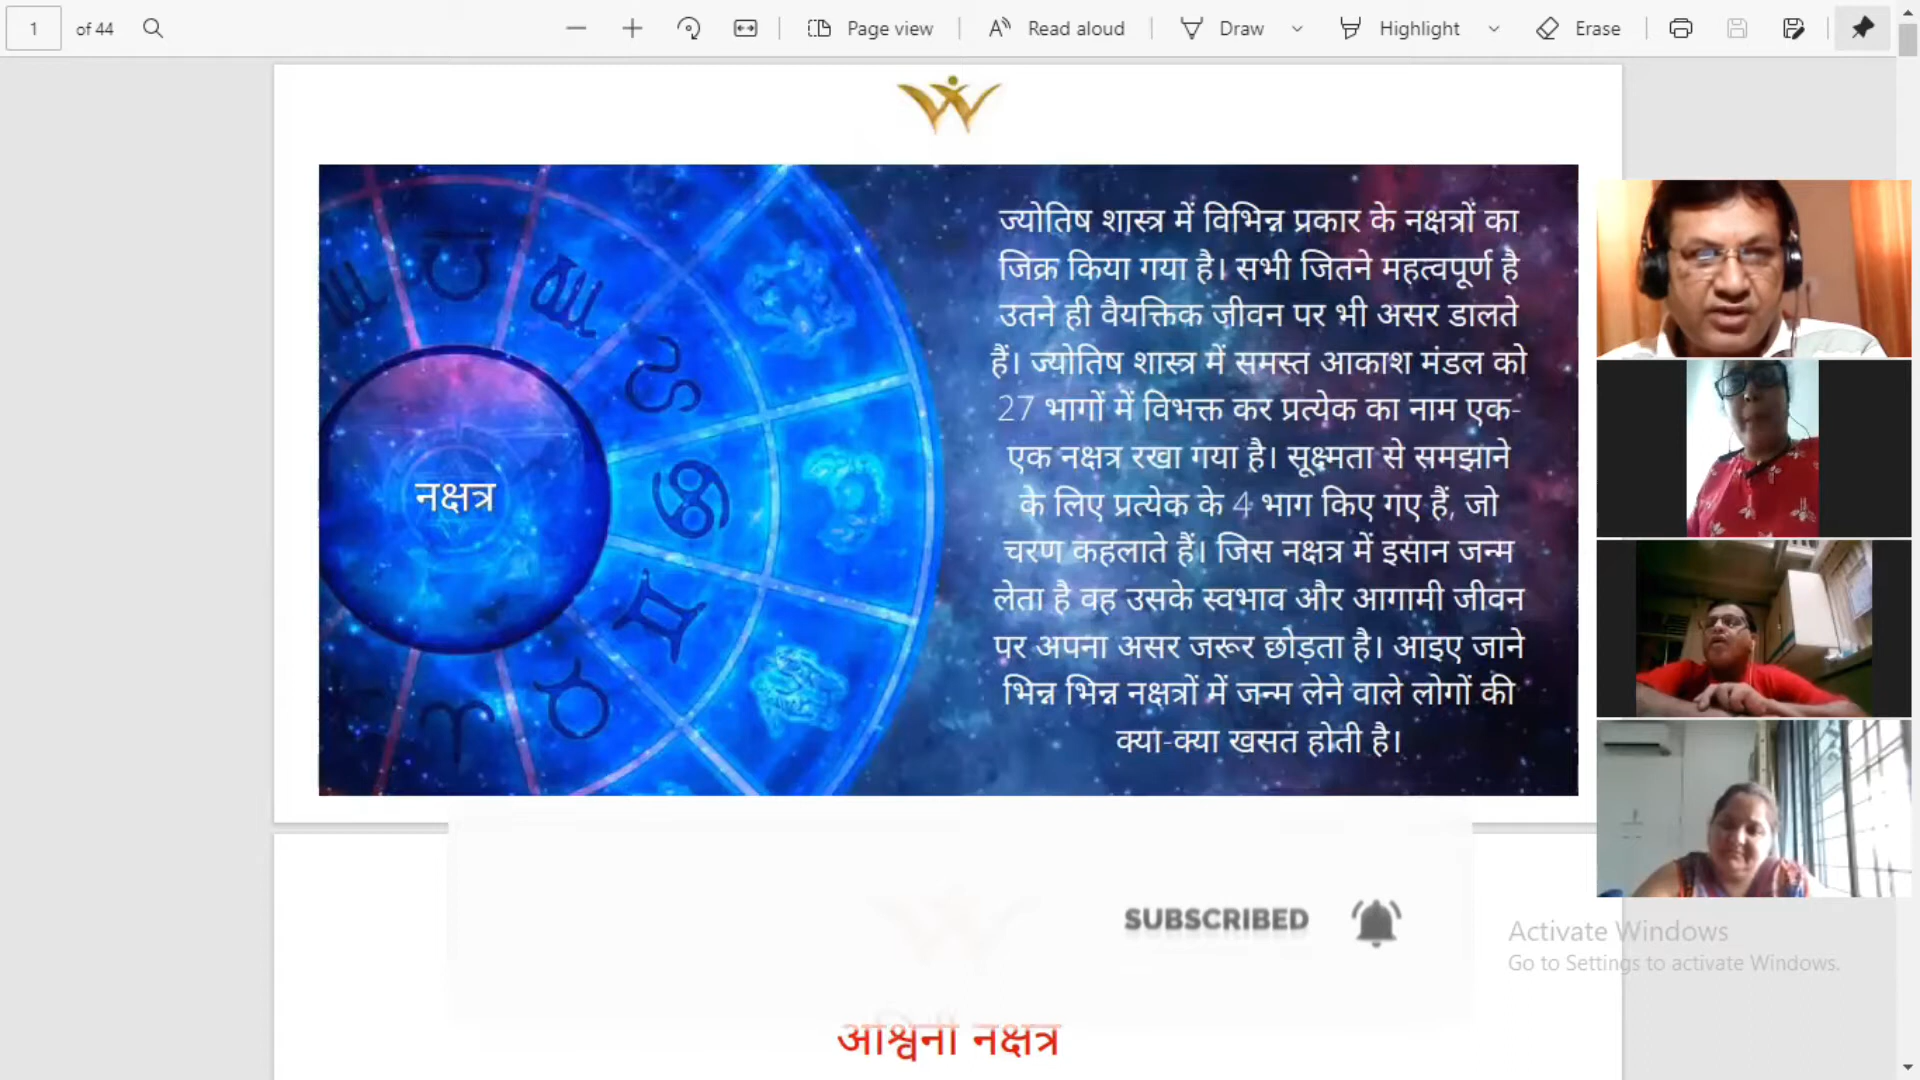 1 of 44 Page view Read aloud Draw Highlight Erase
ज्योतिष शास्त्र में विभिन्न प्रकार के नक्षत्रों का
जिक्र किया गया है। सभी जितने महत्वपूर्ण है
उतने ही वैयक्तिक जीवन पर भी असर डालते
हैं। ज्योतिष शास्त्र में समस्त आकाश मंडल को
27 भागों में विभक्त कर प्रत्येक का नाम एक-
एक नक्षत्र रखा गया है। सूक्ष्मता से समझाने
के लिए प्रत्येक के 4 भाग किए गए हैं, जो
चरण कहलाते हैं। जिस नक्षत्र में इसान जन्म
लेता है वह उसके स्वभाव और आगामी जीवन
पर अपना असर जरूर छोड़ता है। आइए जाने
भिन्न भिन्न नक्षत्रों में जन्म लेने वाले लोगों की
क्या-क्या खसत होती है।
नक्षत्र
SUBSCRIBED
Activate Windows
Go to Settings to activate Windows.
अश्विनी नक्षत्र